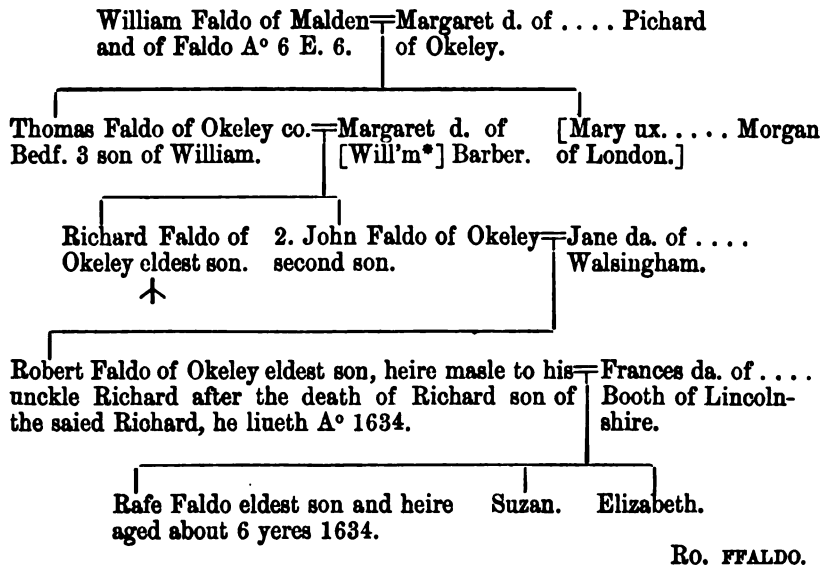 William Faldo of Malden Margaret d. of .... Pichard
and of Faldo Aº 6 E. 6. of Okeley.
Thomas Faldo of Okeley co. Margaret d. of [Mary ux. .... Morgan
Bedf. 3 son of William. [Will'm*] Barber. of London.]
Richard Faldo of 2. John Faldo of Okeley Jane da. of ....
Okeley eldest son. second son. Walsingham.
Robert Faldo of Okeley eldest son, heire masle to his Frances da. of ....
unckle Richard after the death of Richard son of Booth of Lincoln-
the saied Richard, he liueth Aº 1634. shire.
Rafe Faldo eldest son and heire Suzan. Elizabeth.
aged about 6 yeres 1634.
Ro. ffaldo.